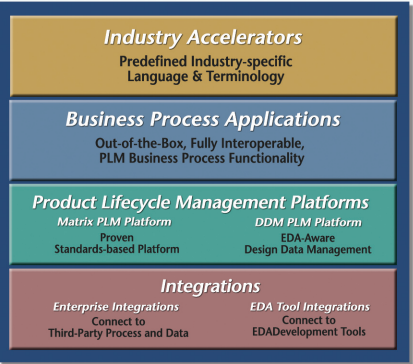 Industry Accelerators
Predefined Industry-specific
Language & Terminology
Business Process Applications
Out-of-the-Box, Fully Interoperable,
PLM Business Process Functionality
Product Lifecycle Management Platforms
Matrix PLM Platform
Proven
Standards-based Platform
DDM PLM Platform
EDA-Aware
Design Data Management
Integrations
Enterprise Integrations
Connect to
Third-Party Process and Data
EDA Tool Integrations
Connect to
EDADevelopment Tools